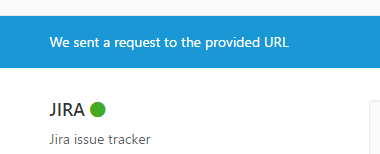 We sent a request to the provided URL
JIRA
Jira issue tracker